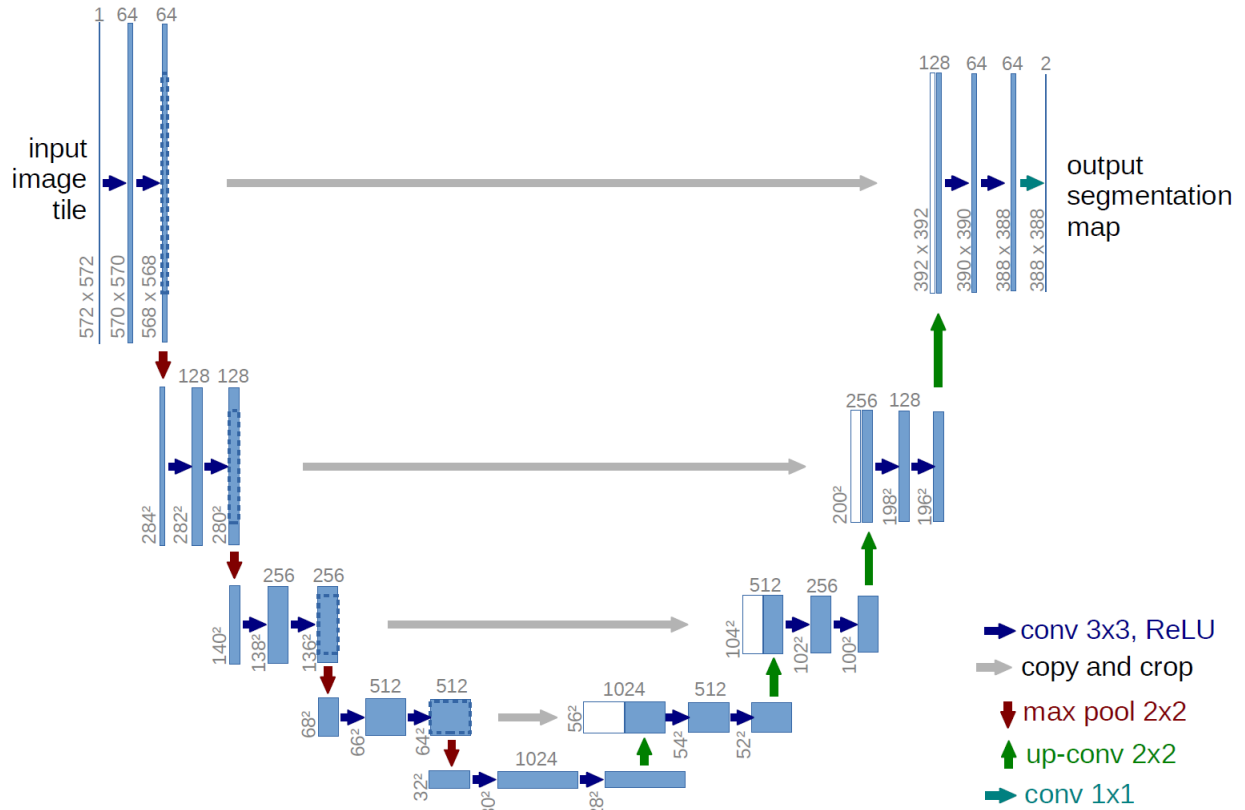 1 64 64
input
image
tile
572 x 572
570 x 570
568 x 568
128 64 64 2
output
segmentation
map
392 x 392
390 x 390
388 x 388
388 x 388
128 128
284²
282²
280²
256 128
200²
198²
196²
256 256
140²
138²
136²
512 256
104²
102²
100²
512 512
68²
66²
64²
1024 512
56²
54²
52²
1024
32²
30²
28²
conv 3x3, ReLU
copy and crop
max pool 2x2
up-conv 2x2
conv 1x1